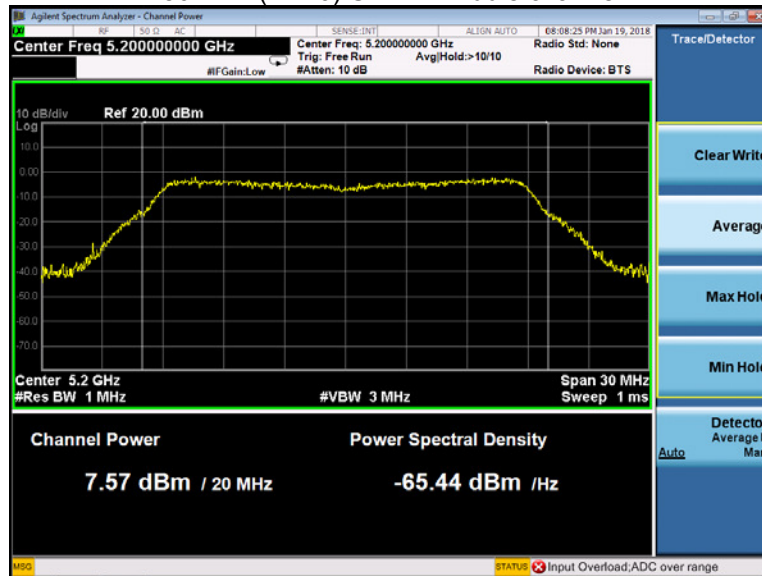 Agilent Spectrum Analyzer - Channel Power
RF 50 Ω AC SENSE:INT ALIGN AUTO 08:08:25 PM Jan 19, 2018
Center Freq 5.200000000 GHz
Center Freq: 5.200000000 GHz
Radio Std: None
Trig: Free Run Avg|Hold:>10/10
#IFGain:Low
#Atten: 10 dB
Radio Device: BTS
Trace/Detector
10 dB/div Ref 20.00 dBm
Log
10.0
0.00
-10.0
-20.0
-30.0
-40.0
-50.0
-60.0
-70.0
Clear Write
Average
Max Hold
Min Hold
Center 5.2 GHz Span 30 MHz
#Res BW 1 MHz #VBW 3 MHz Sweep 1 ms
Channel Power
Power Spectral Density
7.57 dBm / 20 MHz
-65.44 dBm /Hz
Detecto
Average
Auto Ma
MSG
STATUS Input Overload;ADC over range